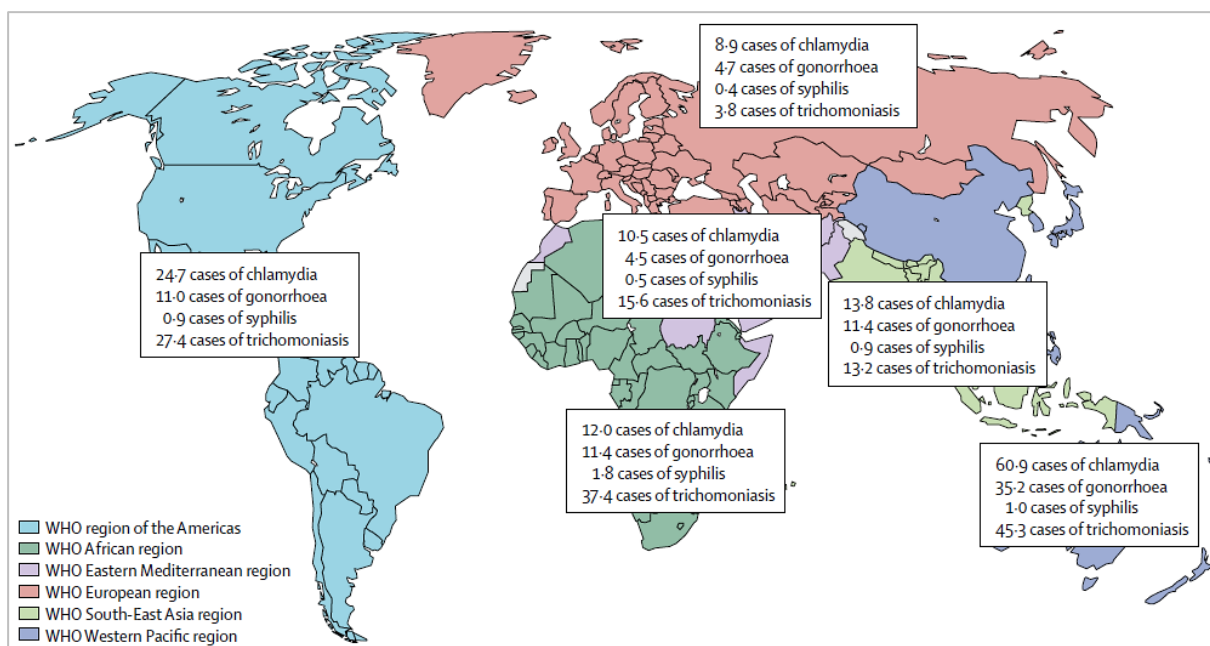 8·9 cases of chlamydia
4·7 cases of gonorrhoea
0·4 cases of syphilis
3·8 cases of trichomoniasis
10·5 cases of chlamydia
4·5 cases of gonorrhoea
0·5 cases of syphilis
15·6 cases of trichomoniasis
24·7 cases of chlamydia
11·0 cases of gonorrhoea
0·9 cases of syphilis
27·4 cases of trichomoniasis
13·8 cases of chlamydia
11·4 cases of gonorrhoea
0·9 cases of syphilis
13·2 cases of trichomoniasis
12·0 cases of chlamydia
11·4 cases of gonorrhoea
1·8 cases of syphilis
37·4 cases of trichomoniasis
60·9 cases of chlamydia
35·2 cases of gonorrhoea
1·0 cases of syphilis
45·3 cases of trichomoniasis
WHO region of the Americas
WHO African region
WHO Eastern Mediterranean region
WHO European region
WHO South-East Asia region
WHO Western Pacific region